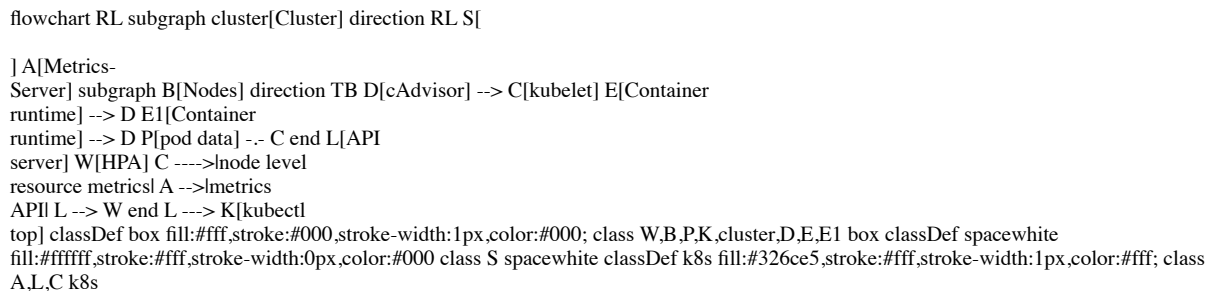 flowchart RL subgraph cluster[Cluster] direction RL S[
] A[Metrics-
Server] subgraph B[Nodes] direction TB D[cAdvisor] --> C[kubelet] E[Container
runtime] --> D E1[Container
runtime] --> D P[pod data] -.- C end L[API
server] W[HPA] C ---->|node level
resource metrics| A -->|metrics
API| L --> W end L ---> K[kubectl
top] classDef box fill:#fff,stroke:#000,stroke-width:1px,color:#000; class W,B,P,K,cluster,D,E,E1 box classDef spacewhite
fill:#ffffff,stroke:#fff,stroke-width:0px,color:#000 class S spacewhite classDef k8s fill:#326ce5,stroke:#fff,stroke-width:1px,color:#fff; class
A,L,C k8s